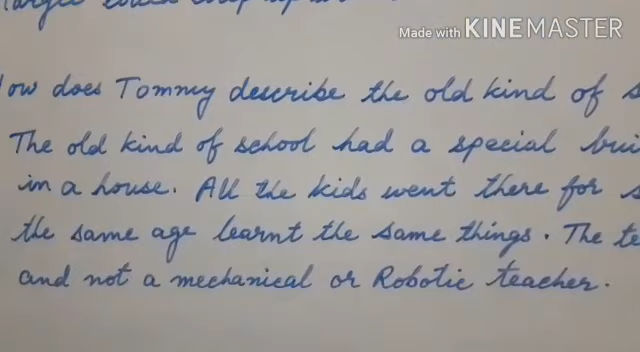 Made with KINEMASTER
How does Tommy describe the old kind of
The old kind of school had a special
in a house. All the kids went there for
the same age learnt the same things. The
and not a mechanical or Robotic teacher.